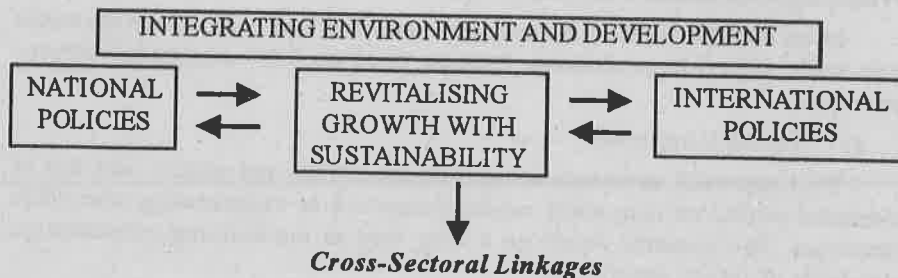 INTEGRATING ENVIRONMENT AND DEVELOPMENT
NATIONAL
POLICIES
REVITALISING
GROWTH WITH
SUSTAINABILITY
INTERNATIONAL
POLICIES
Cross-Sectoral Linkages